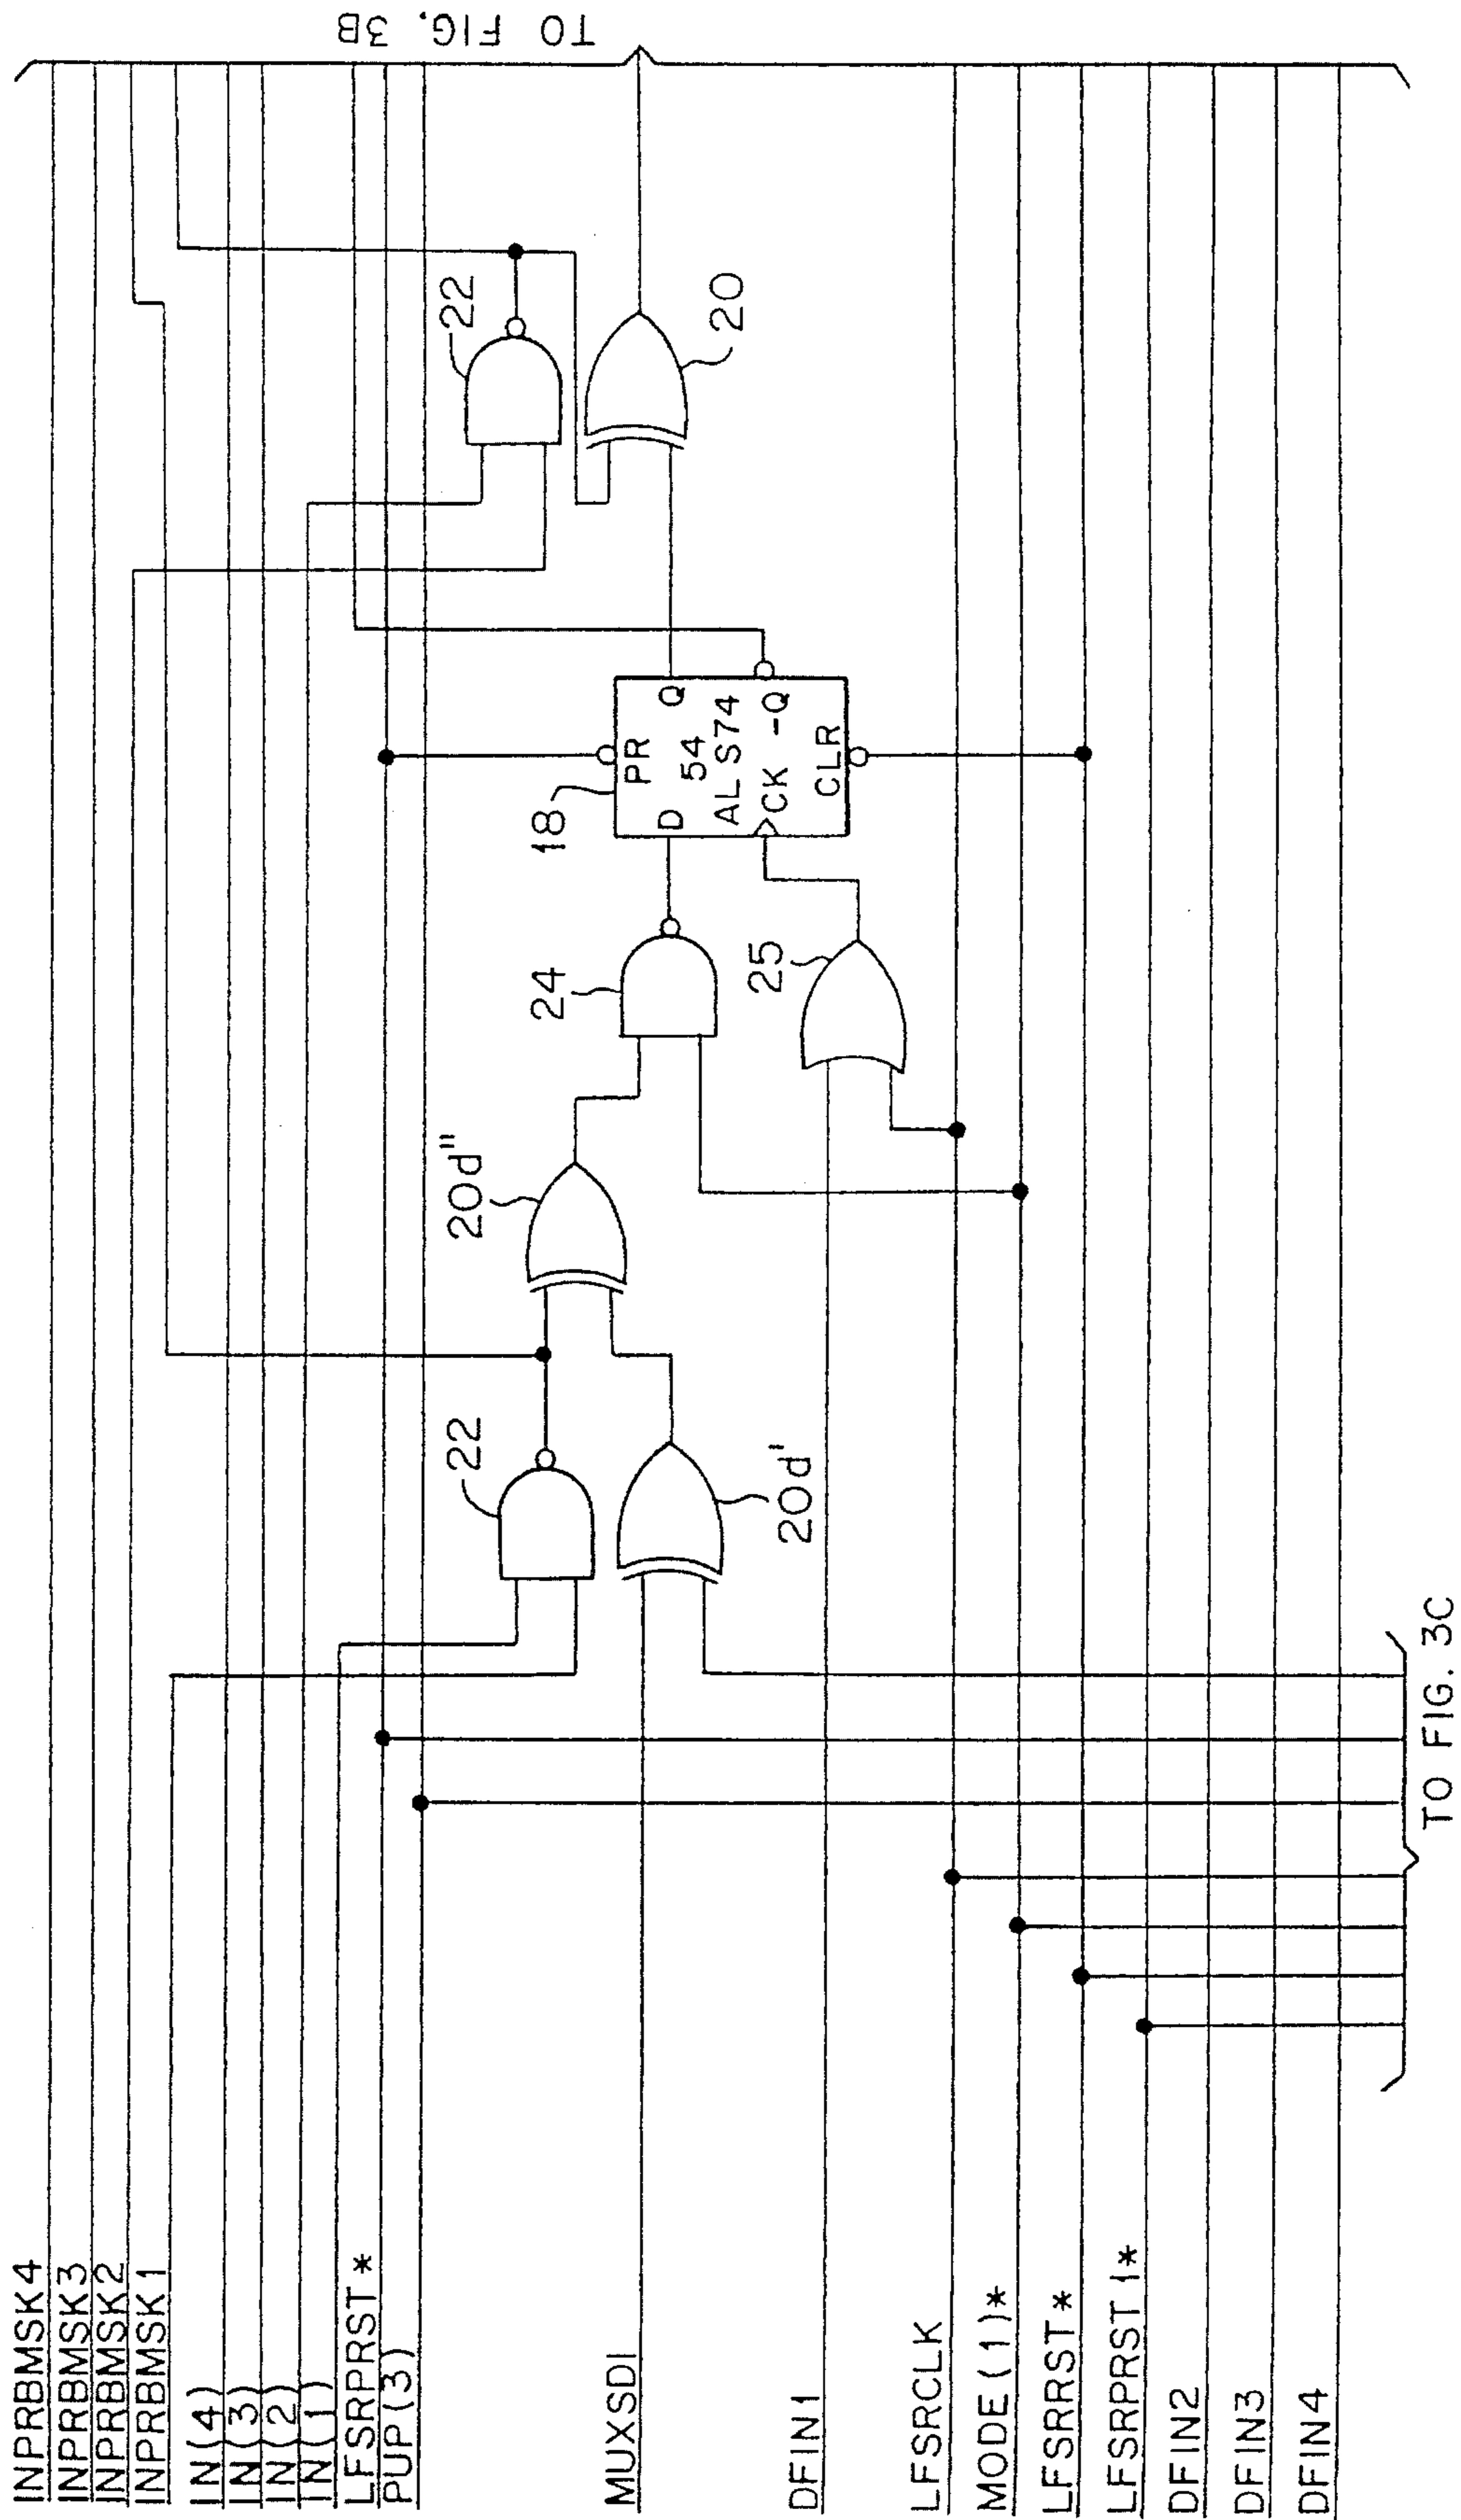 INPRBMSK4
INPRBMSK3
INPRBMSK2
INPRBMSK1
IN(4)
IN(3)
IN(2)
IN(1)
LFSRPRST*
PUP(3)
MUXSDI
DFIN1
LFSRCLK
MODE(1)*
LFSRRST*
LFSRPRST1*
DFIN2
DFIN3
DFIN4
22
20d'
20d"
24
25
18
PR
D
Q
54
ALS74
CK
-Q
CLR
22
20
TO FIG. 3B
TO FIG. 3C